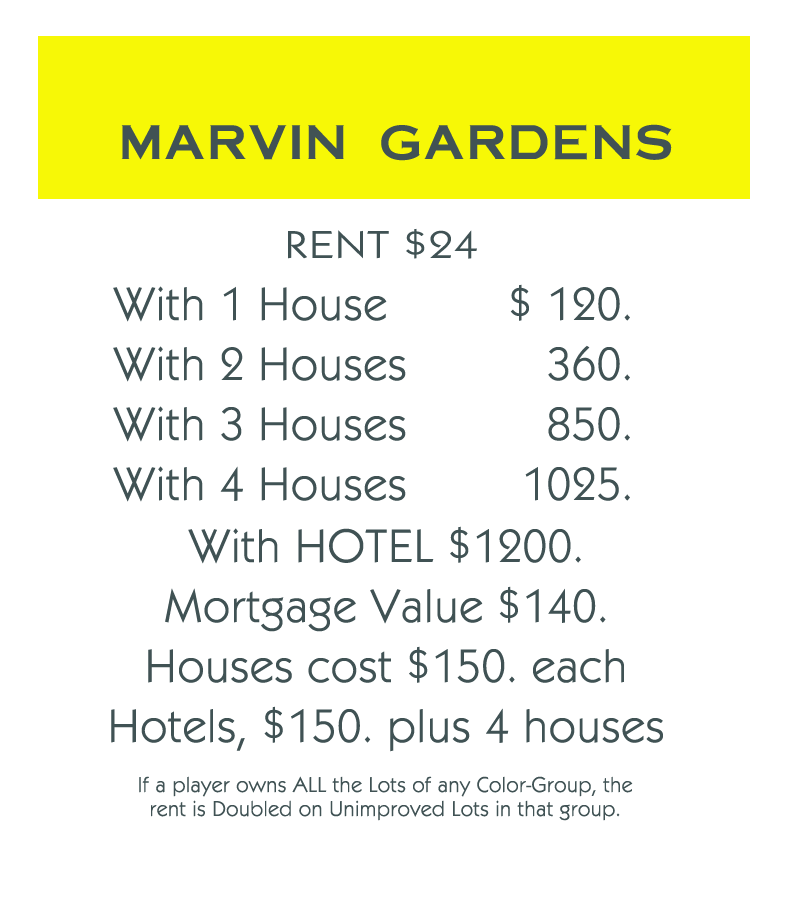 MARVIN GARDENS
RENT $24
With 1 House $ 120.
With 2 Houses 360.
With 3 Houses 850.
With 4 Houses 1025.
With HOTEL $1200.
Mortgage Value $140.
Houses cost $150. each
Hotels, $150. plus 4 houses
If a player owns ALL the Lots of any Color-Group, the
rent is Doubled on Unimproved Lots in that group.